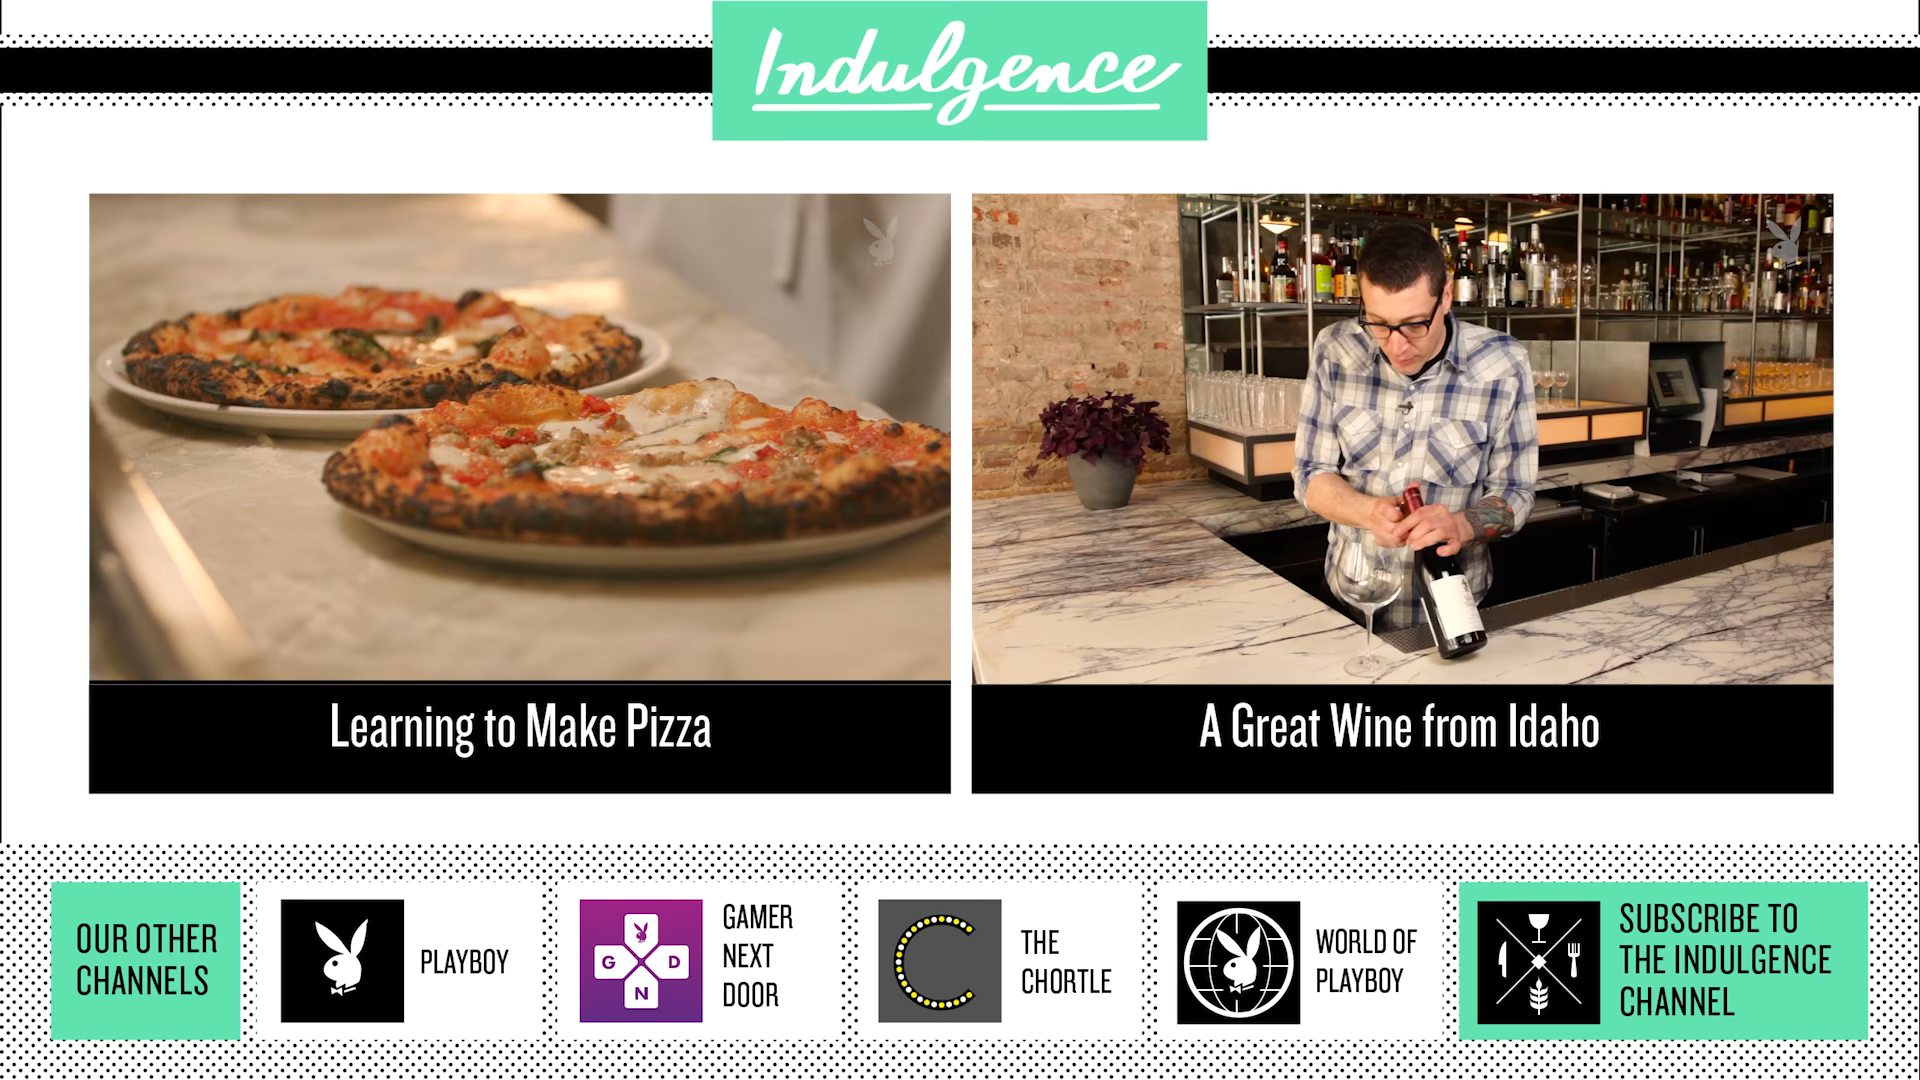 Indulgence
Learning to Make Pizza
A Great Wine from Idaho
OUR OTHER
CHANNELS
PLAYBOY
G D
N
GAMER
NEXT
DOOR
THE
CHORTLE
WORLD OF
PLAYBOY
SUBSCRIBE TO
THE INDULGENCE
CHANNEL